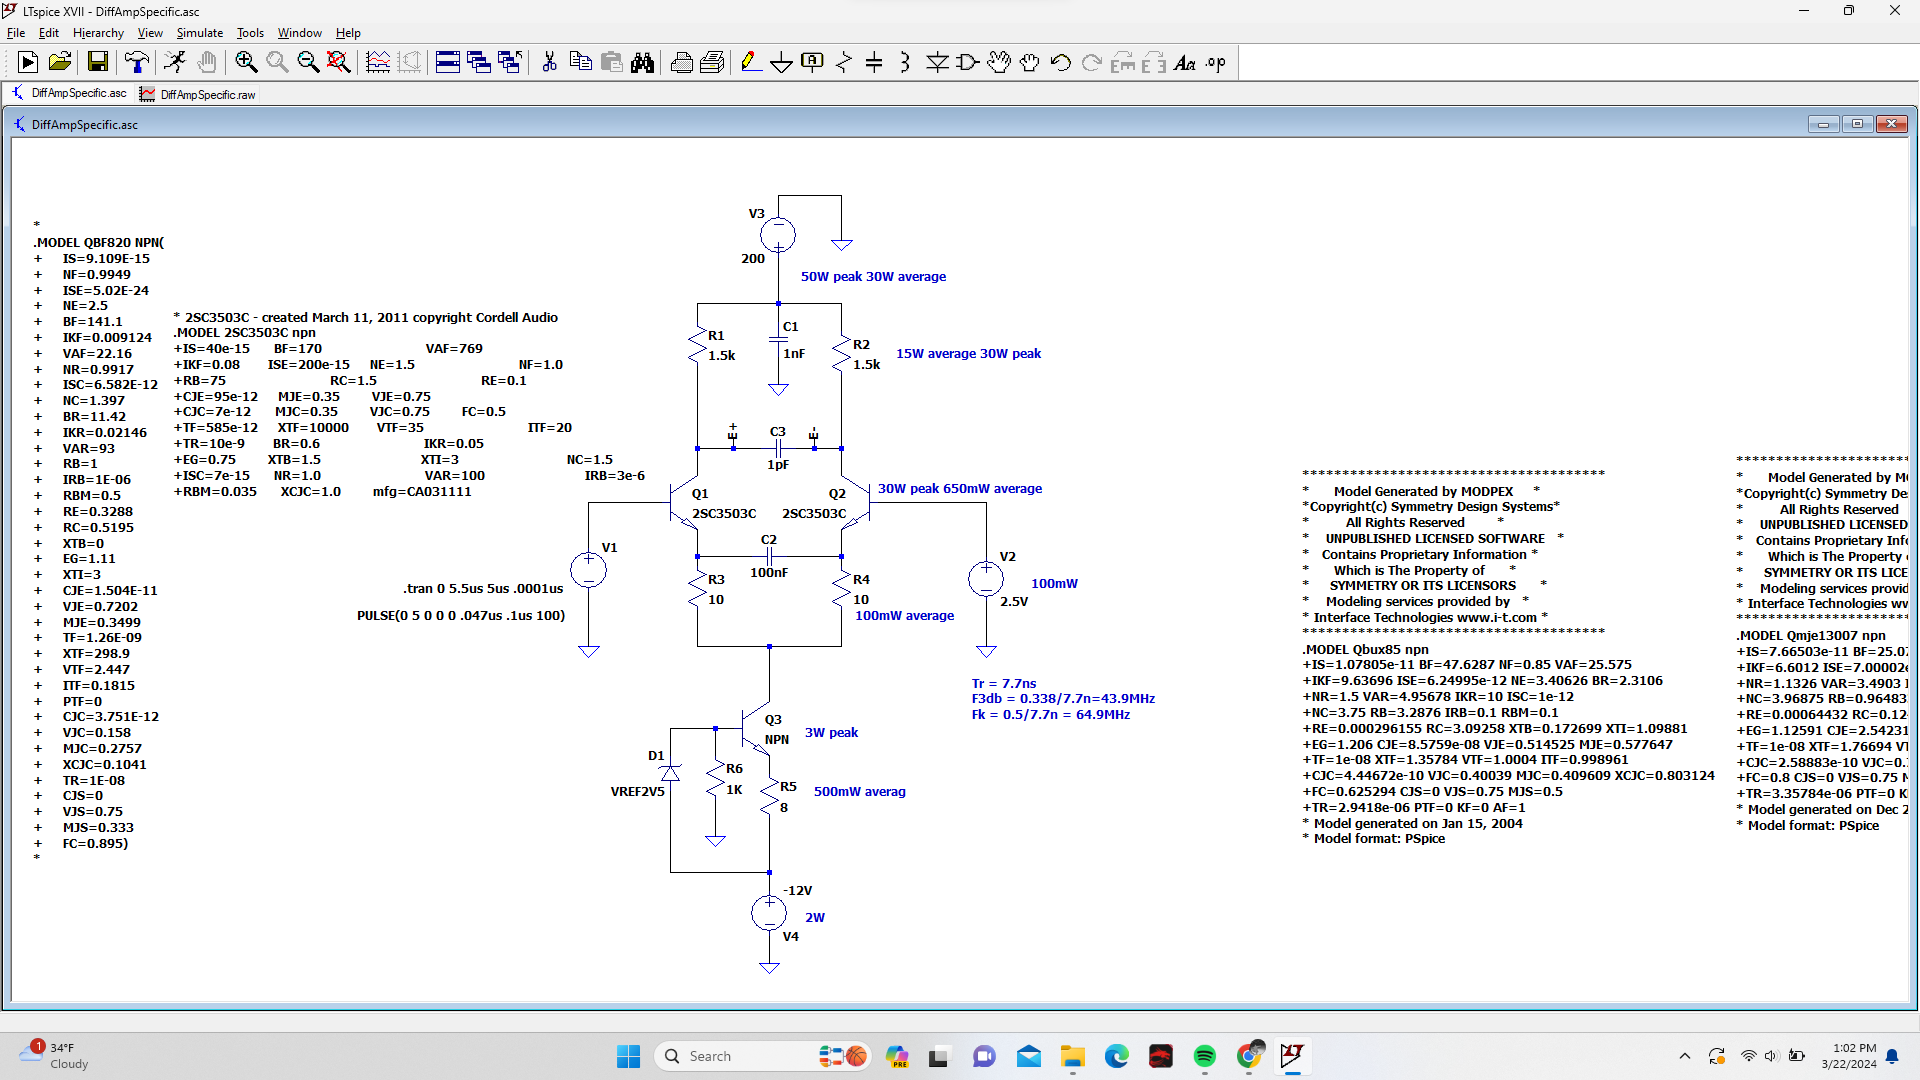 LTspice XVII - DiffAmpSpecific.asc
File Edit Hierarchy View Simulate Tools Window Help
DiffAmpSpecific.asc DiffAmpSpecific.raw
DiffAmpSpecific.asc
*
.MODEL QBF820 NPN(
+ IS=9.109E-15
+ NF=0.9949
+ ISE=5.02E-24
+ NE=2.5
+ BF=141.1
+ IKF=0.009124
+ VAF=22.16
+ NR=0.9917
+ ISC=6.582E-12
+ NC=1.397
+ BR=11.42
+ IKR=0.02146
+ VAR=93
+ RB=1
+ IRB=1E-06
+ RBM=0.5
+ RE=0.3288
+ RC=0.5195
+ XTB=0
+ EG=1.11
+ XTI=3
+ CJE=1.504E-11
+ VJE=0.7202
+ MJE=0.3499
+ TF=1.26E-09
+ XTF=298.9
+ VTF=2.447
+ ITF=0.1815
+ PTF=0
+ CJC=3.751E-12
+ VJC=0.158
+ MJC=0.2757
+ XCJC=0.1041
+ TR=1E-08
+ CJS=0
+ VJS=0.75
+ MJS=0.333
+ FC=0.895)
*
* 2SC3503C - created March 11, 2011 copyright Cordell Audio
.MODEL 2SC3503C npn
+IS=40e-15 BF=170 VAF=769
+IKF=0.08 ISE=200e-15 NE=1.5 NF=1.0
+RB=75 RC=1.5 RE=0.1
+CJE=95e-12 MJE=0.35 VJE=0.75
+CJC=7e-12 MJC=0.35 VJC=0.75 FC=0.5
+TF=585e-12 XTF=10000 VTF=35 ITF=20
+TR=10e-9 BR=0.6 IKR=0.05
+EG=0.75 XTB=1.5 XTI=3 NC=1.5
+ISC=7e-15 NR=1.0 VAR=100 IRB=3e-6
+RBM=0.035 XCJC=1.0 mfg=CA031111
V3
200
50W peak 30W average
R1
1.5k
C1
1nF
R2
1.5k
15W average 30W peak
E+
C3
1pF
E-
Q1
2SC3503C
Q2
2SC3503C
30W peak 650mW average
V1
C2
100nF
V2
2.5V
100mW
.tran 0 5.5us 5us .0001us
PULSE(0 5 0 0 0 .047us .1us 100)
R3
10
R4
10
100mW average
Tr = 7.7ns
F3db = 0.338/7.7n=43.9MHz
Fk = 0.5/7.7n = 64.9MHz
Q3
NPN
3W peak
D1
VREF2V5
R6
1K
R5
8
500mW averag
-12V
2W
V4
*************************************
* Model Generated by MODPEX *
*Copyright(c) Symmetry Design Systems*
* All Rights Reserved *
* UNPUBLISHED LICENSED SOFTWARE *
* Contains Proprietary Information *
* Which is The Property of *
* SYMMETRY OR ITS LICENSORS *
* Modeling services provided by *
* Interface Technologies www.i-t.com *
*************************************
.MODEL Qbux85 npn
+IS=1.07805e-11 BF=47.6287 NF=0.85 VAF=25.575
+IKF=9.63696 ISE=6.24995e-12 NE=3.40626 BR=2.3106
+NR=1.5 VAR=4.95678 IKR=10 ISC=1e-12
+NC=3.75 RB=3.2876 IRB=0.1 RBM=0.1
+RE=0.000296155 RC=3.09258 XTB=0.172699 XTI=1.09881
+EG=1.206 CJE=8.5759e-08 VJE=0.514525 MJE=0.577647
+TF=1e-08 XTF=1.35784 VTF=1.0004 ITF=0.998961
+CJC=4.44672e-10 VJC=0.40039 MJC=0.409609 XCJC=0.803124
+FC=0.625294 CJS=0 VJS=0.75 MJS=0.5
+TR=2.9418e-06 PTF=0 KF=0 AF=1
* Model generated on Jan 15, 2004
* Model format: PSpice
*******************
* Model Generated by M
*Copyright(c) Symmetry De
* All Rights Reserved
* UNPUBLISHED LICENSED
* Contains Proprietary Inf
* Which is The Property
* SYMMETRY OR ITS LICE
* Modeling services provid
* Interface Technologies w
*******************
.MODEL Qmje13007 npn
+IS=7.66503e-11 BF=25.0
+IKF=6.6012 ISE=7.00002
+NR=1.1326 VAR=3.4903
+NC=3.96875 RB=0.96483
+RE=0.00064432 RC=0.12
+EG=1.12591 CJE=2.5423
+TF=1e-08 XTF=1.76694 V
+CJC=2.58883e-10 VJC=0.
+FC=0.8 CJS=0 VJS=0.75
+TR=3.35784e-06 PTF=0
* Model generated on Dec 2
* Model format: PSpice
1
34°F
Cloudy
Search
PRE
1:02 PM
3/22/2024